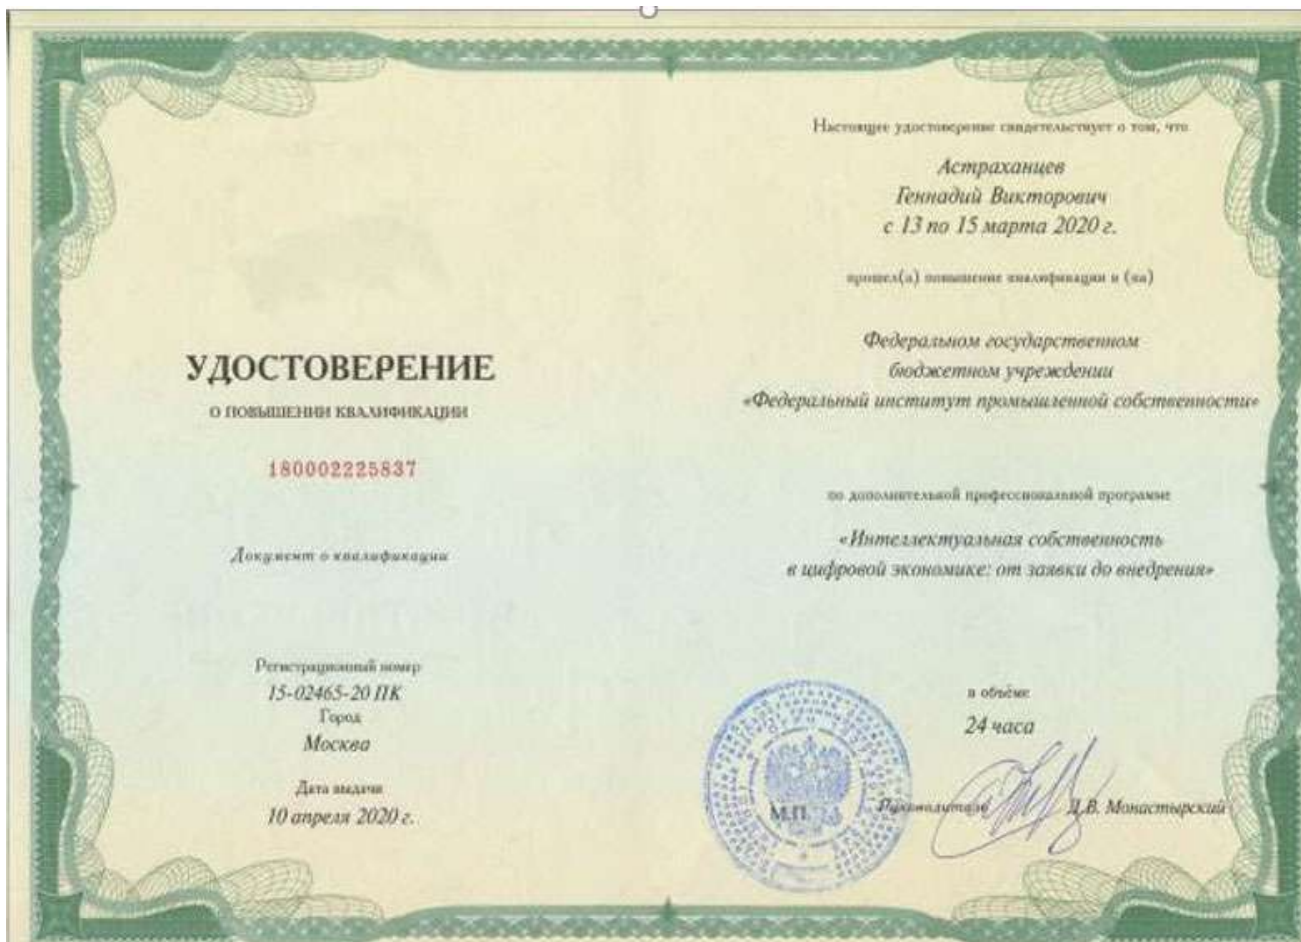 УДОСТОВЕРЕНИЕ
О ПОВЫШЕНИИ КВАЛИФИКАЦИИ
180002225837
Документ о квалификации
Регистрационный номер
15-02465-20 ПК
Город
Москва
Дата выдачи
10 апреля 2020 г.
Настоящее удостоверение свидетельствует о том, что
Астраханцев
Геннадий Викторович
с 13 по 15 марта 2020 г.
прошел(а) повышение квалификации в (на)
Федеральном государственном
бюджетном учреждении
«Федеральный институт промышленной собственности»
по дополнительной профессиональной программе
«Интеллектуальная собственность
в цифровой экономике: от заявки до внедрения»
в объёме
24 часа
М.П.
Руководитель Д.В. Монастырский